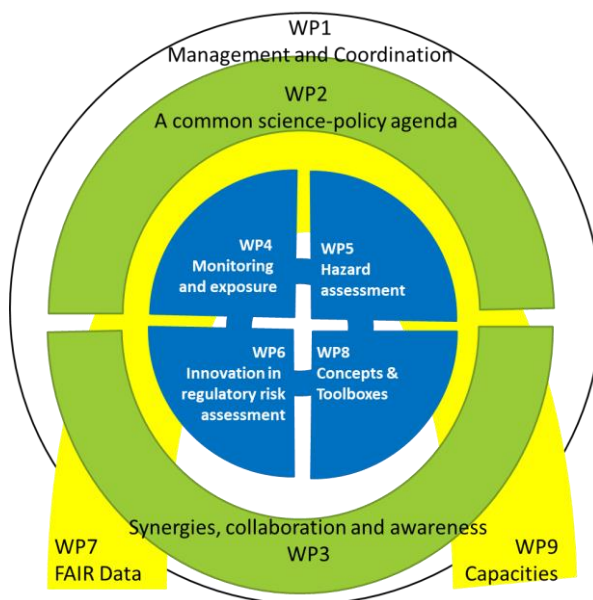 WP1
Management and Coordination
WP2
A common science-policy agenda
WP4
Monitoring
and exposure
WP5
Hazard
assessment
WP6
Innovation in
regulatory risk
assessment
WP8
Concepts &
Toolboxes
Synergies, collaboration and awareness
WP3
WP7
FAIR Data
WP9
Capacities